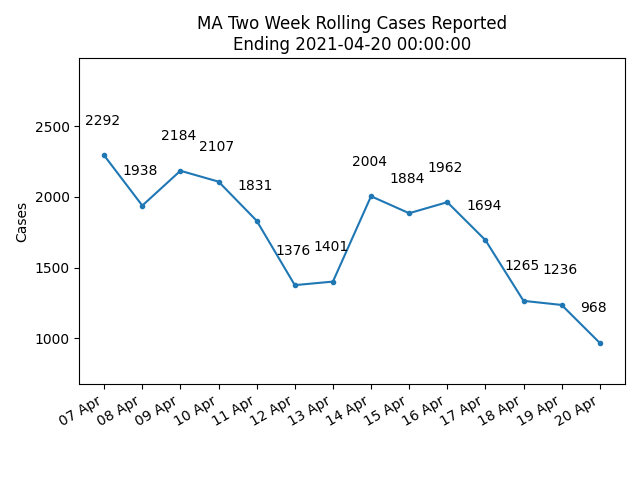 MA Two Week Rolling Cases Reported
Ending 2021-04-20 00:00:00
Cases
2500
2000
1500
1000
2292
1938
2184
2107
1831
1376
1401
2004
1884
1962
1694
1265
1236
968
07 Apr
08 Apr
09 Apr
10 Apr
11 Apr
12 Apr
13 Apr
14 Apr
15 Apr
16 Apr
17 Apr
18 Apr
19 Apr
20 Apr